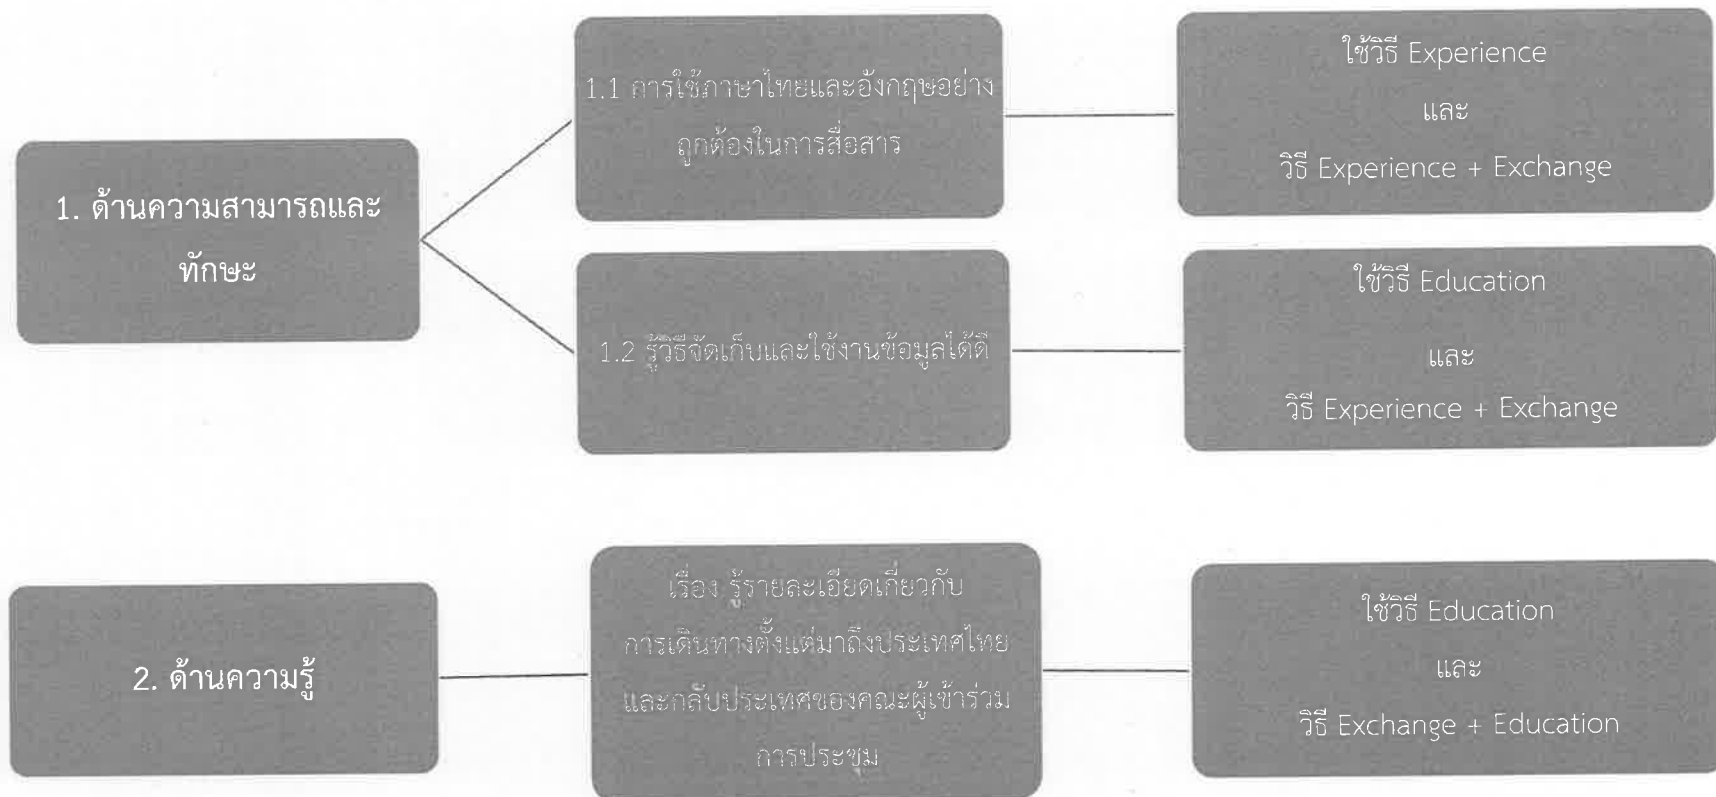 1. ด้านความสามารถและ
ทักษะ
1.1 การใช้ภาษาไทยและอังกฤษอย่าง
ถูกต้องในการสื่อสาร
ใช้วิธี Experience
และ
วิธี Experience + Exchange
1.2 รู้วิธีจัดเก็บและใช้งานข้อมูลได้ดี
ใช้วิธี Education
และ
วิธี Experience + Exchange
2. ด้านความรู้
เรื่อง รู้รายละเอียดเกี่ยวกับ
การเดินทางตั้งแต่มาถึงประเทศไทย
และกลับประเทศของคณะผู้เข้าร่วม
การประชุม
ใช้วิธี Education
และ
วิธี Exchange + Education